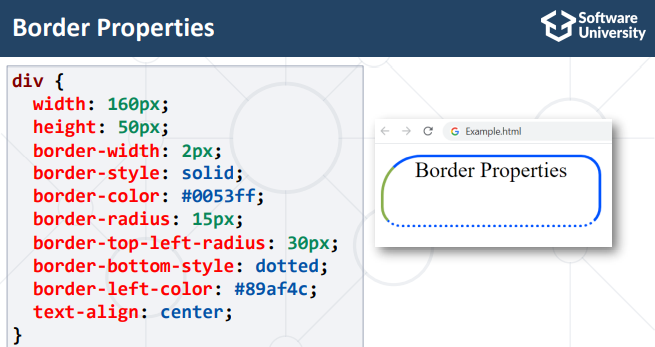 Border Properties
Software
University
div {
width: 160px;
height: 50px;
border-width: 2px;
border-style: solid;
border-color: #0053ff;
border-radius: 15px;
border-top-left-radius: 30px;
border-bottom-style: dotted;
border-left-color: #89af4c;
text-align: center;
}
Example.html
Border Properties